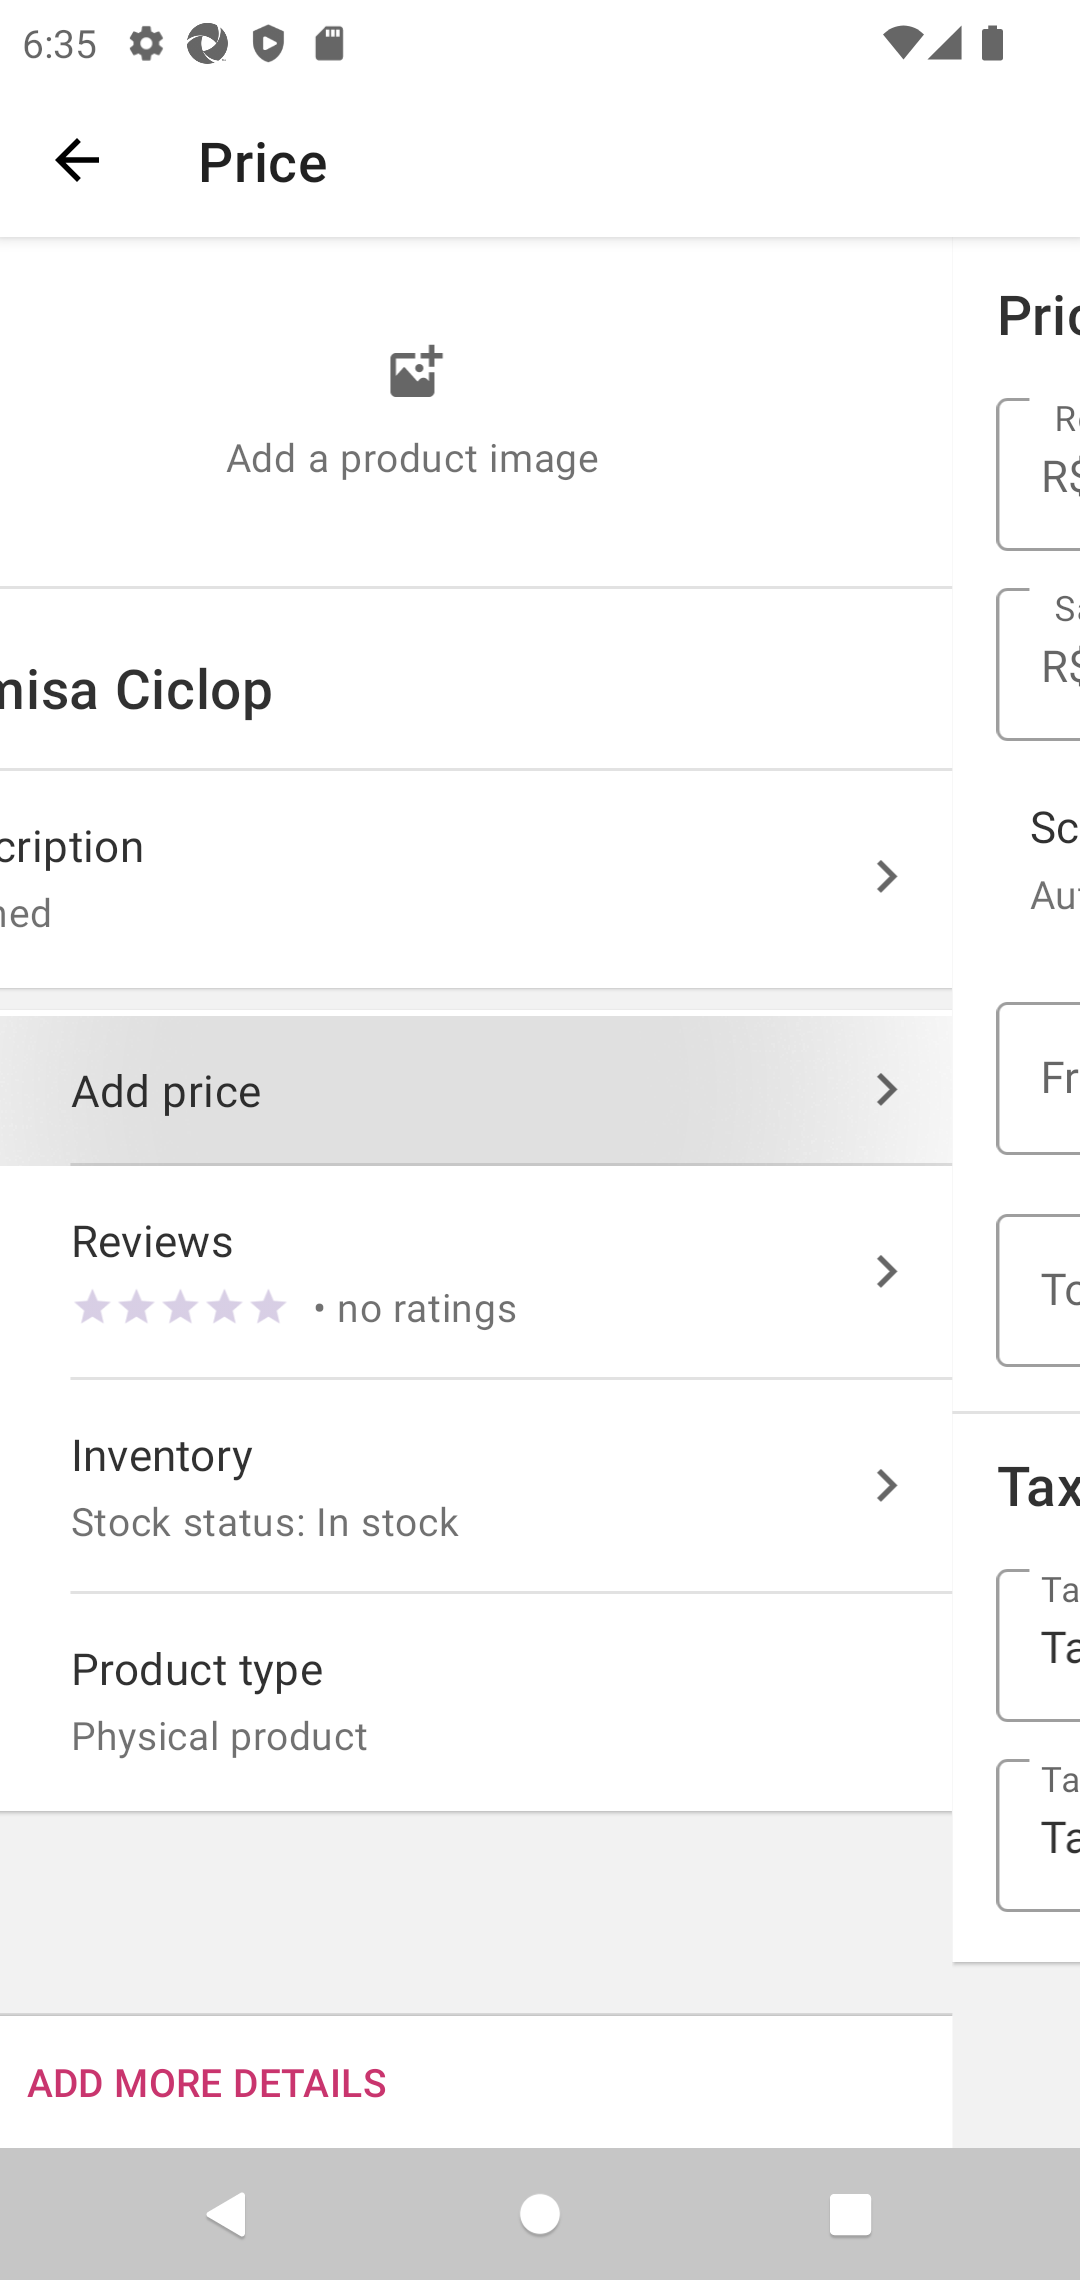 6:35
Price
Add a product image
misa Ciclop
cription
ned
Add price
Reviews
• no ratings
Inventory
Stock status: In stock
Product type
Physical product
ADD MORE DETAILS
Pric
R$
Sa
R$
Sc
Au
Fr
To
Tax
Ta
Ta
Ta
Ta